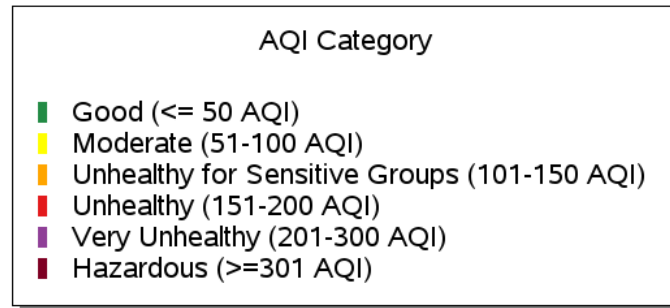 AQI Category
Good (<= 50 AQI)
Moderate (51-100 AQI)
Unhealthy for Sensitive Groups (101-150 AQI)
Unhealthy (151-200 AQI)
Very Unhealthy (201-300 AQI)
Hazardous (>=301 AQI)